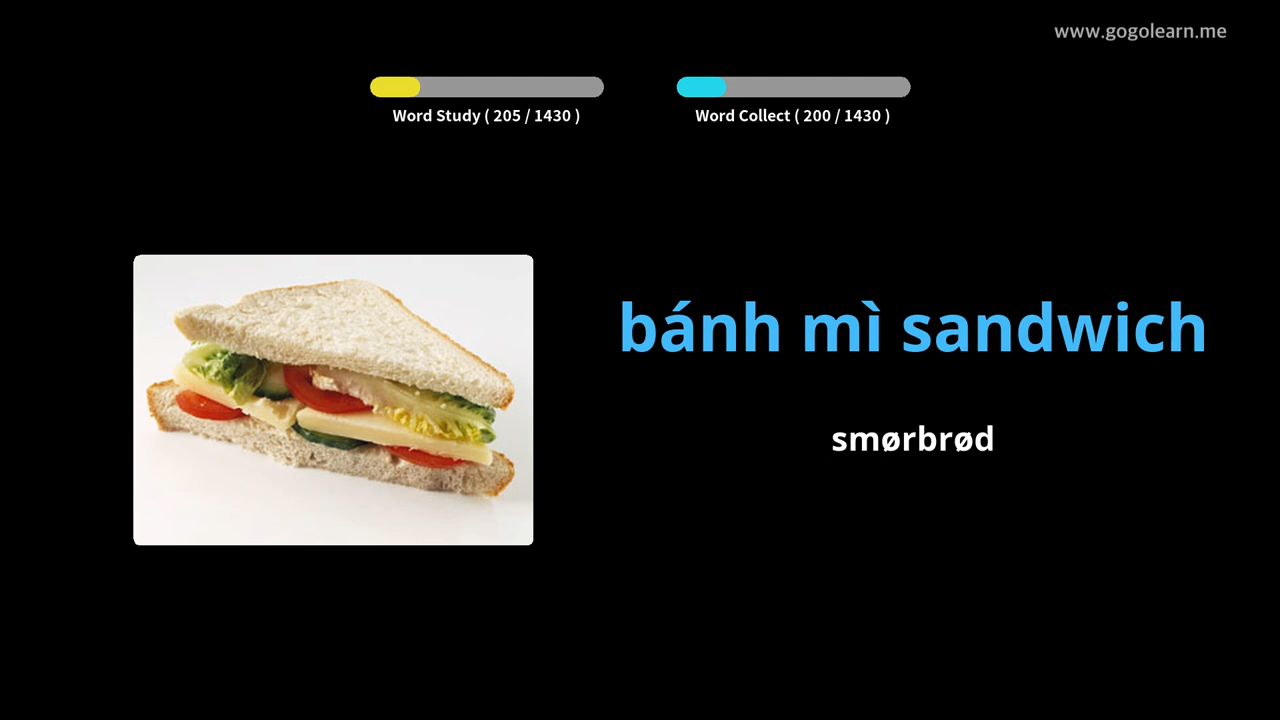 www.gogolearn.me
Word Study ( 205 / 1430 )
Word Collect ( 200 / 1430 )
bánh mì sandwich
smørbrød